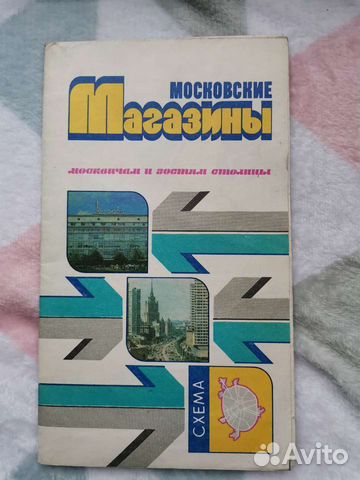 МОСКОВСКИЕ
Магазины
москвичам и гостям столицы
СХЕМА
Avito